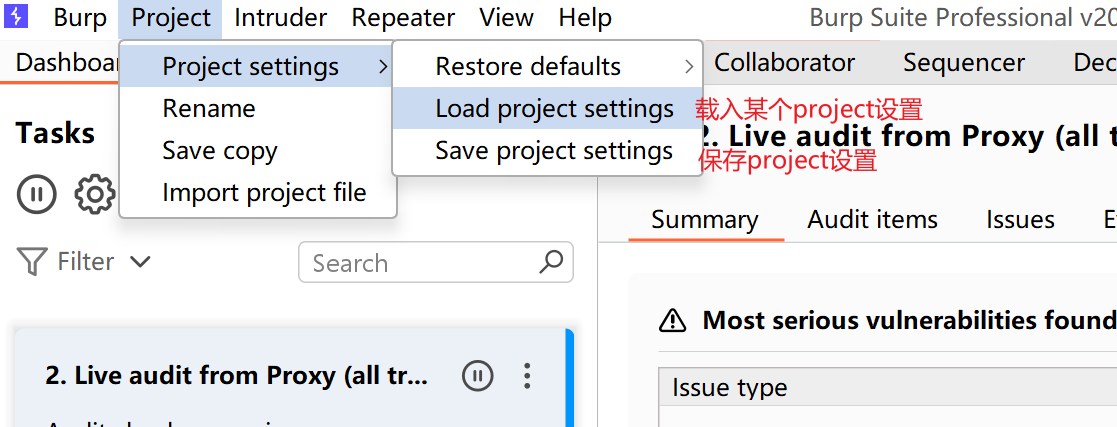 Burp Project Intruder Repeater View Help Burp Suite Professional v20
Dashboar Collaborator Sequencer Dec
Project settings
Rename
Save copy
Import project file
Restore defaults
Load project settings 载入某个project设置
Save project settings 保存project设置
Tasks
2. Live audit from Proxy (all t
Summary Audit items Issues E
Filter
Search
Most serious vulnerabilities found
2. Live audit from Proxy (all tr...
Issue type